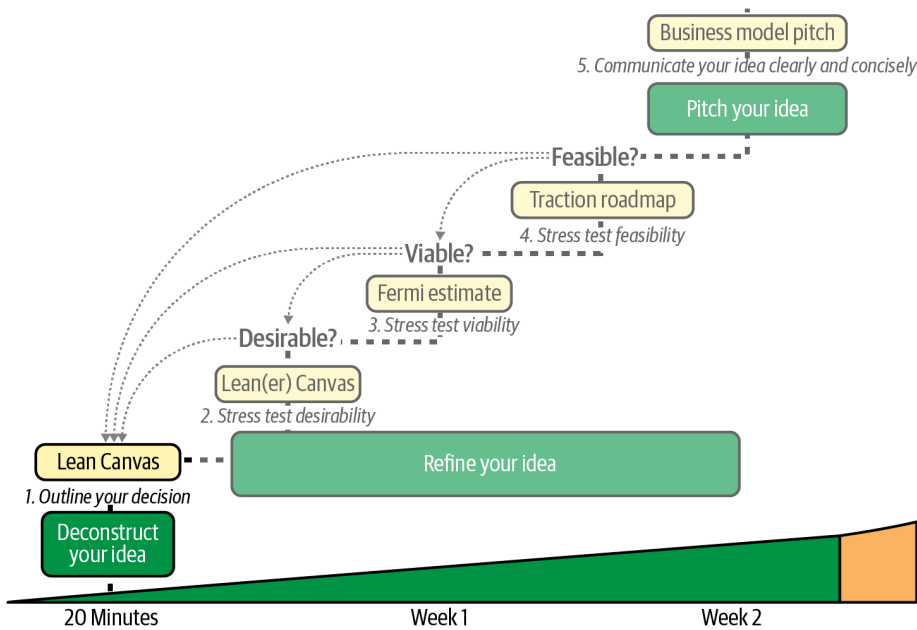 Business model pitch
5. Communicate your idea clearly and concisely
Pitch your idea
Feasible?
Traction roadmap
4. Stress test feasibility
Viable?
Fermi estimate
3. Stress test viability
Desirable?
Lean(er) Canvas
2. Stress test desirability
Lean Canvas
Refine your idea
1. Outline your decision
Deconstruct
your idea
20 Minutes
Week 1
Week 2